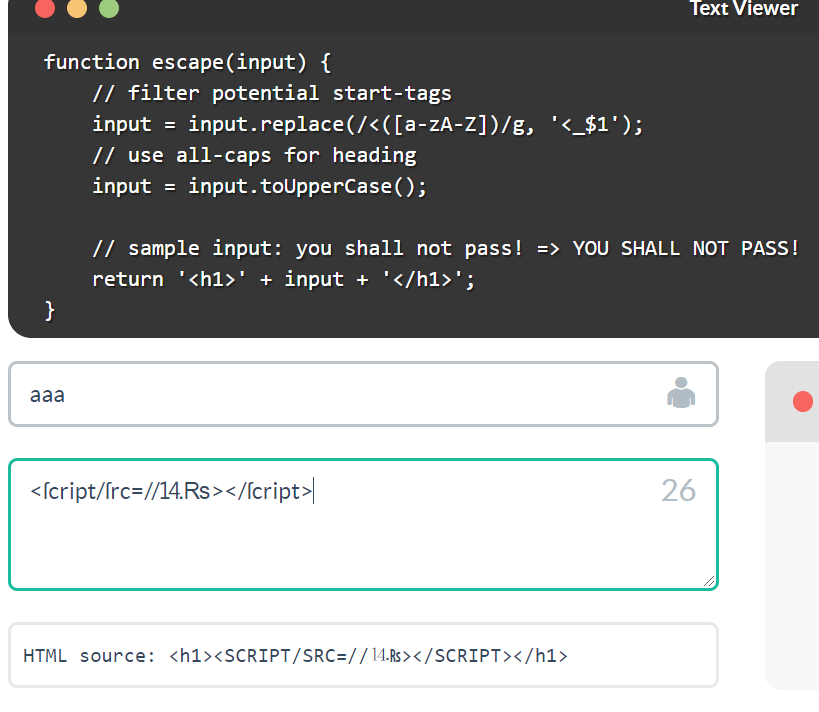 Text Viewer
function escape(input) {
    // filter potential start-tags
    input = input.replace(/<([a-zA-Z])/g, '<_$1');
    // use all-caps for heading
    input = input.toUpperCase();
    // sample input: you shall not pass! => YOU SHALL NOT PASS!
    return '<h1>' + input + '</h1>';
}
aaa
<ſcript/ſrc=//⒕₨></ſcript> 26
HTML source: <h1><SCRIPT/SRC=//⒕₨></SCRIPT></h1>